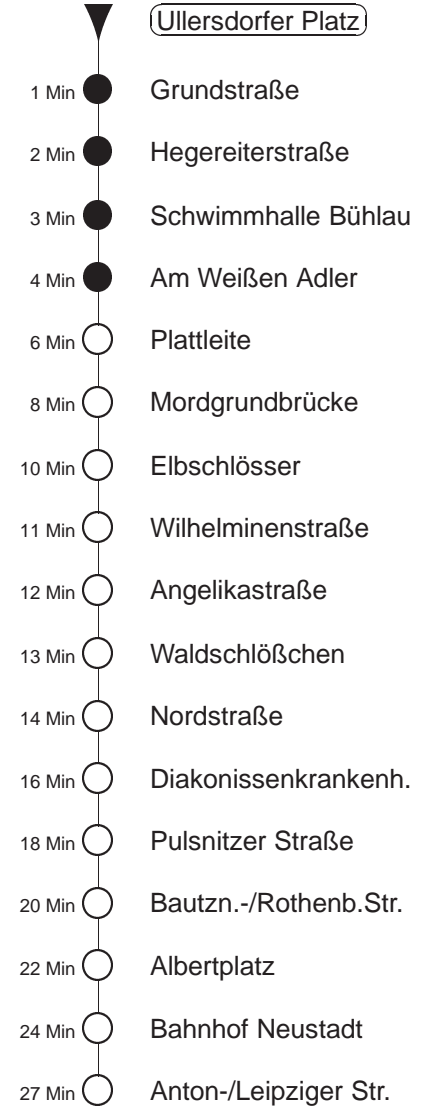 Ullersdorfer Platz
1 Min Grundstraße
2 Min Hegereiterstraße
3 Min Schwimmhalle Bühlau
4 Min Am Weißen Adler
6 Min Plattleite
8 Min Mordgrundbrücke
10 Min Elbschlösser
11 Min Wilhelminenstraße
12 Min Angelikastraße
13 Min Waldschlößchen
14 Min Nordstraße
16 Min Diakonissenkrankenh.
18 Min Pulsnitzer Straße
20 Min Bautzn.-/Rothenb.Str.
22 Min Albertplatz
24 Min Bahnhof Neustadt
27 Min Anton-/Leipziger Str.